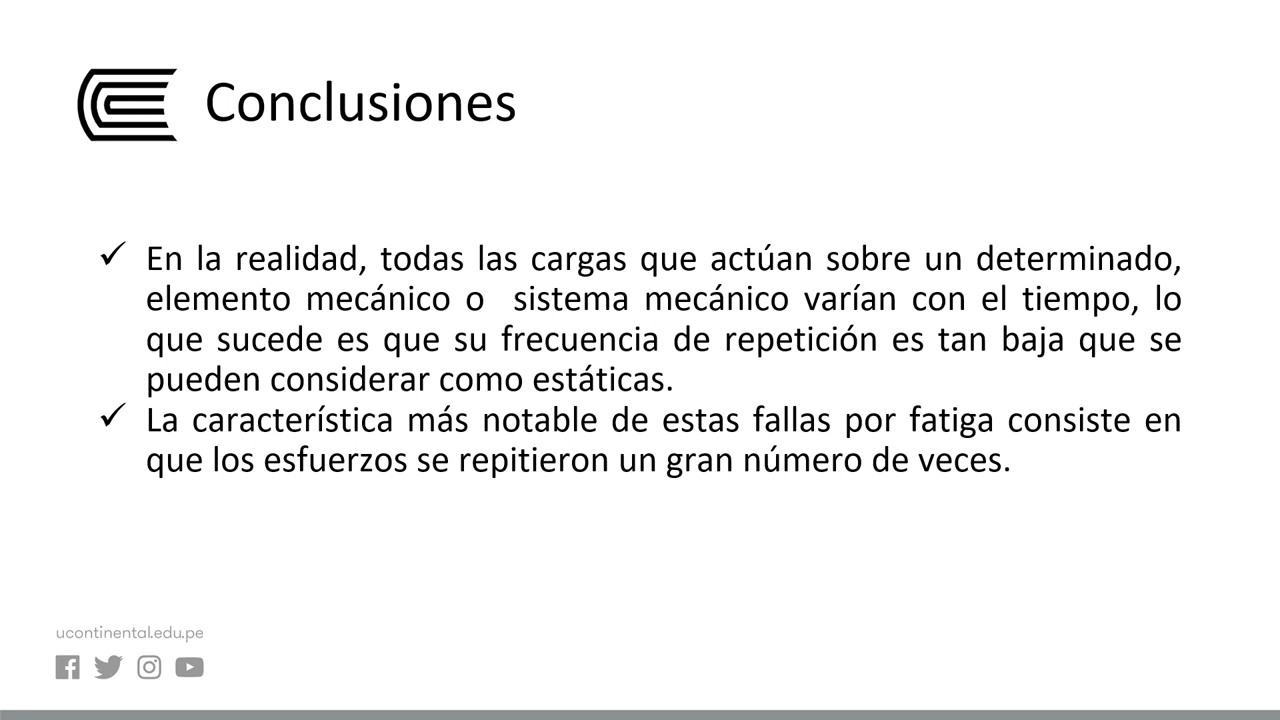 Conclusiones
✓ En la realidad, todas las cargas que actúan sobre un determinado,
elemento mecánico o  sistema mecánico varían con el tiempo, lo
que sucede es que su frecuencia de repetición es tan baja que se
pueden considerar como estáticas.
✓ La característica más notable de estas fallas por fatiga consiste en
que los esfuerzos se repitieron un gran número de veces.
ucontinental.edu.pe